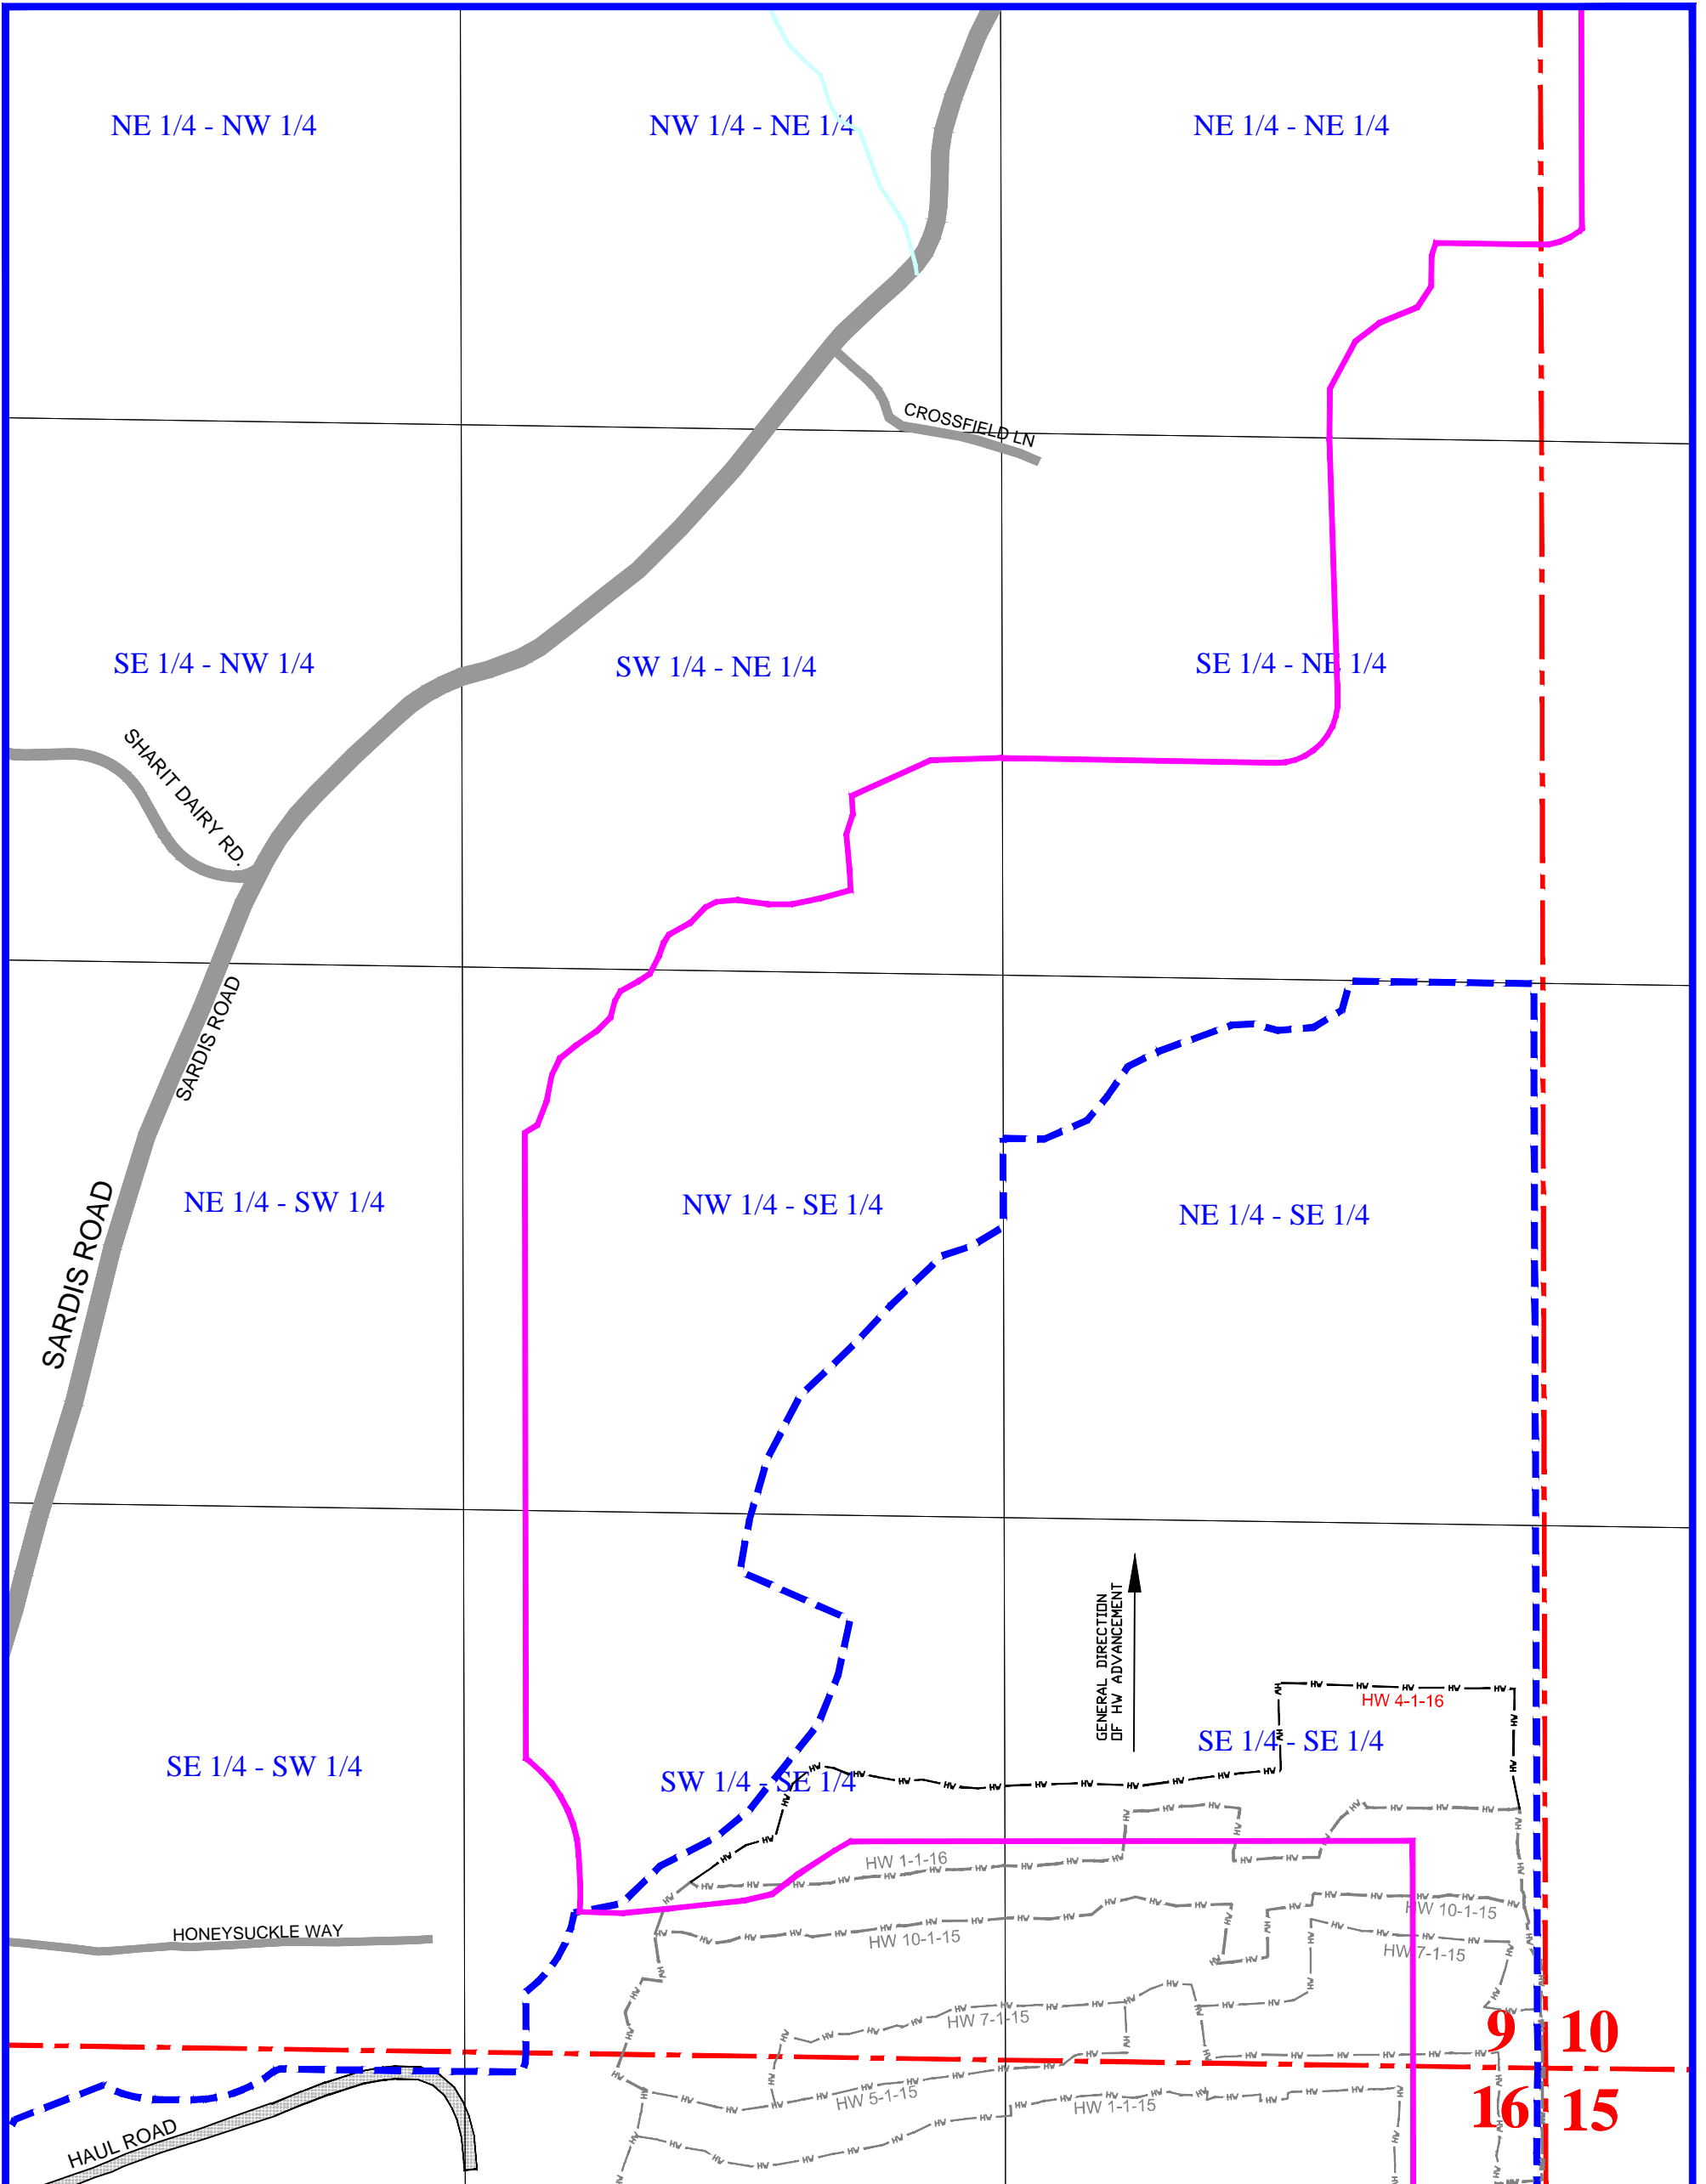 NE 1/4 - NW 1/4
NW 1/4 - NE 1/4
NE 1/4 - NE 1/4
CROSSFIELD LN
SE 1/4 - NW 1/4
SW 1/4 - NE 1/4
SE 1/4 - NE 1/4
SHARIT DAIRY RD.
SARDIS ROAD
SARDIS ROAD
NE 1/4 - SW 1/4
NW 1/4 - SE 1/4
NE 1/4 - SE 1/4
GENERAL DIRECTION
OF HW ADVANCEMENT
HW 4-1-16
SE 1/4 - SW 1/4
SW 1/4 - SE 1/4
SE 1/4 - SE 1/4
HW 1-1-16
HW 10-1-15
HW 10-1-15
HONEYSUCKLE WAY
HW 7-1-15
HW 7-1-15
9 10
HW 5-1-15
HW 1-1-15
16 15
HAUL ROAD